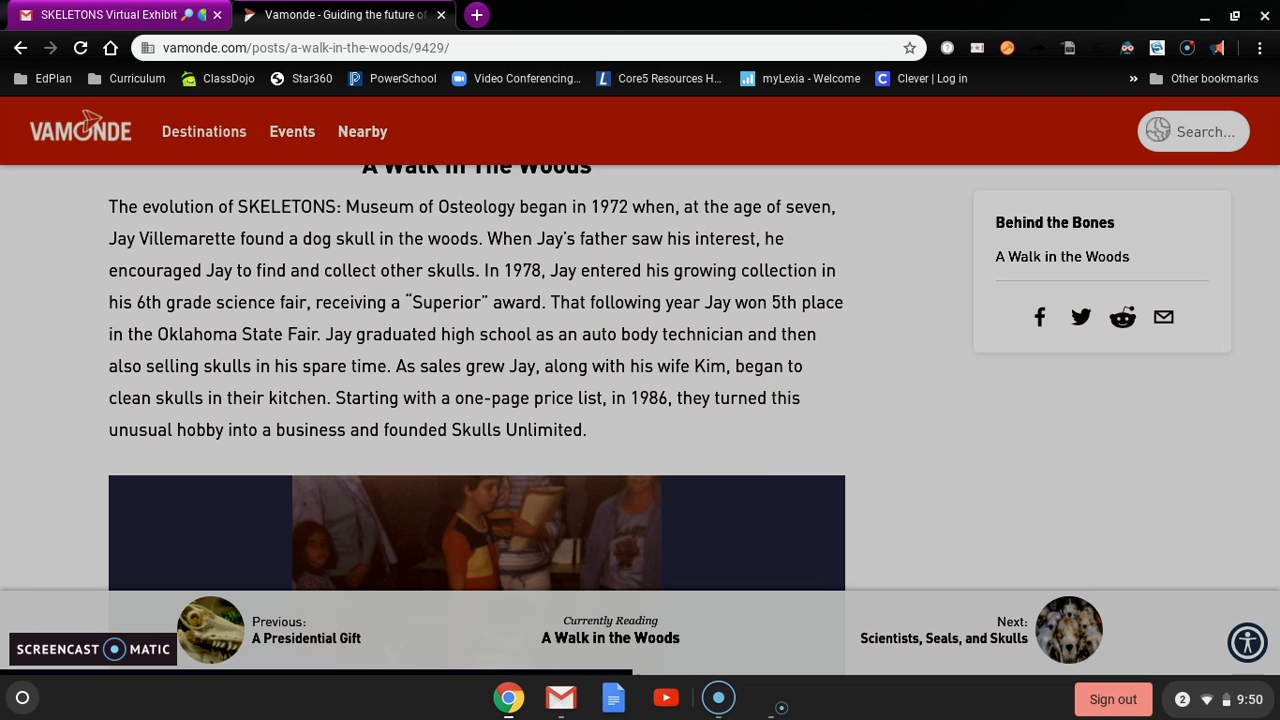 SKELETONS Virtual Exhibit
Vamonde - Guiding the future of
vamonde.com/posts/a-walk-in-the-woods/9429/
EdPlan
Curriculum
ClassDojo
Star360
PowerSchool
Video Conferencing...
Core5 Resources H...
myLexia - Welcome
Clever | Log in
»
Other bookmarks
VAMONDE
Destinations
Events
Nearby
Search...
A Walk in The Woods
The evolution of SKELETONS: Museum of Osteology began in 1972 when, at the age of seven,
Jay Villemarette found a dog skull in the woods. When Jay's father saw his interest, he
encouraged Jay to find and collect other skulls. In 1978, Jay entered his growing collection in
his 6th grade science fair, receiving a “Superior” award. That following year Jay won 5th place
in the Oklahoma State Fair. Jay graduated high school as an auto body technician and then
also selling skulls in his spare time. As sales grew Jay, along with his wife Kim, began to
clean skulls in their kitchen. Starting with a one-page price list, in 1986, they turned this
unusual hobby into a business and founded Skulls Unlimited.
Behind the Bones
A Walk in the Woods
Previous:
A Presidential Gift
Currently Reading
A Walk in the Woods
Next:
Scientists, Seals, and Skulls
SCREENCAST MATIC
Sign out
2
9:50